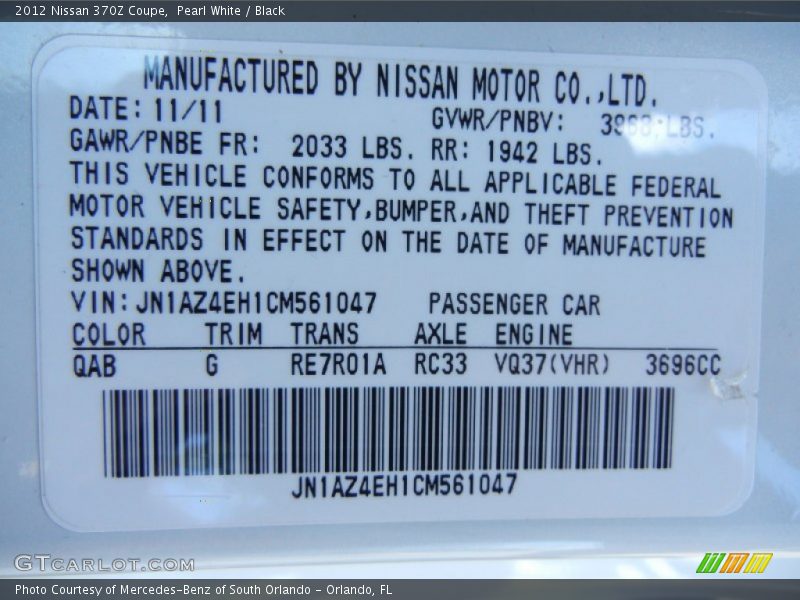 2012 Nissan 370Z Coupe, Pearl White / Black
MANUFACTURED BY NISSAN MOTOR CO.,LTD.
DATE: 11/11 GVWR/PNBV: LBS.
GAWR/PNBE FR: 2033 LBS. RR: 1942 LBS.
THIS VEHICLE CONFORMS TO ALL APPLICABLE FEDERAL
MOTOR VEHICLE SAFETY,BUMPER,AND THEFT PREVENTION
STANDARDS IN EFFECT ON THE DATE OF MANUFACTURE
SHOWN ABOVE.
VIN: JN1AZ4EH1CM561047 PASSENGER CAR
COLOR TRIM TRANS AXLE ENGINE
QAB G RE7R01A RC33 VQ37(VHR) 3696CC
JN1AZ4EH1CM561047
GTCARLOT.COM
Photo Courtesy of Mercedes-Benz of South Orlando - Orlando, FL